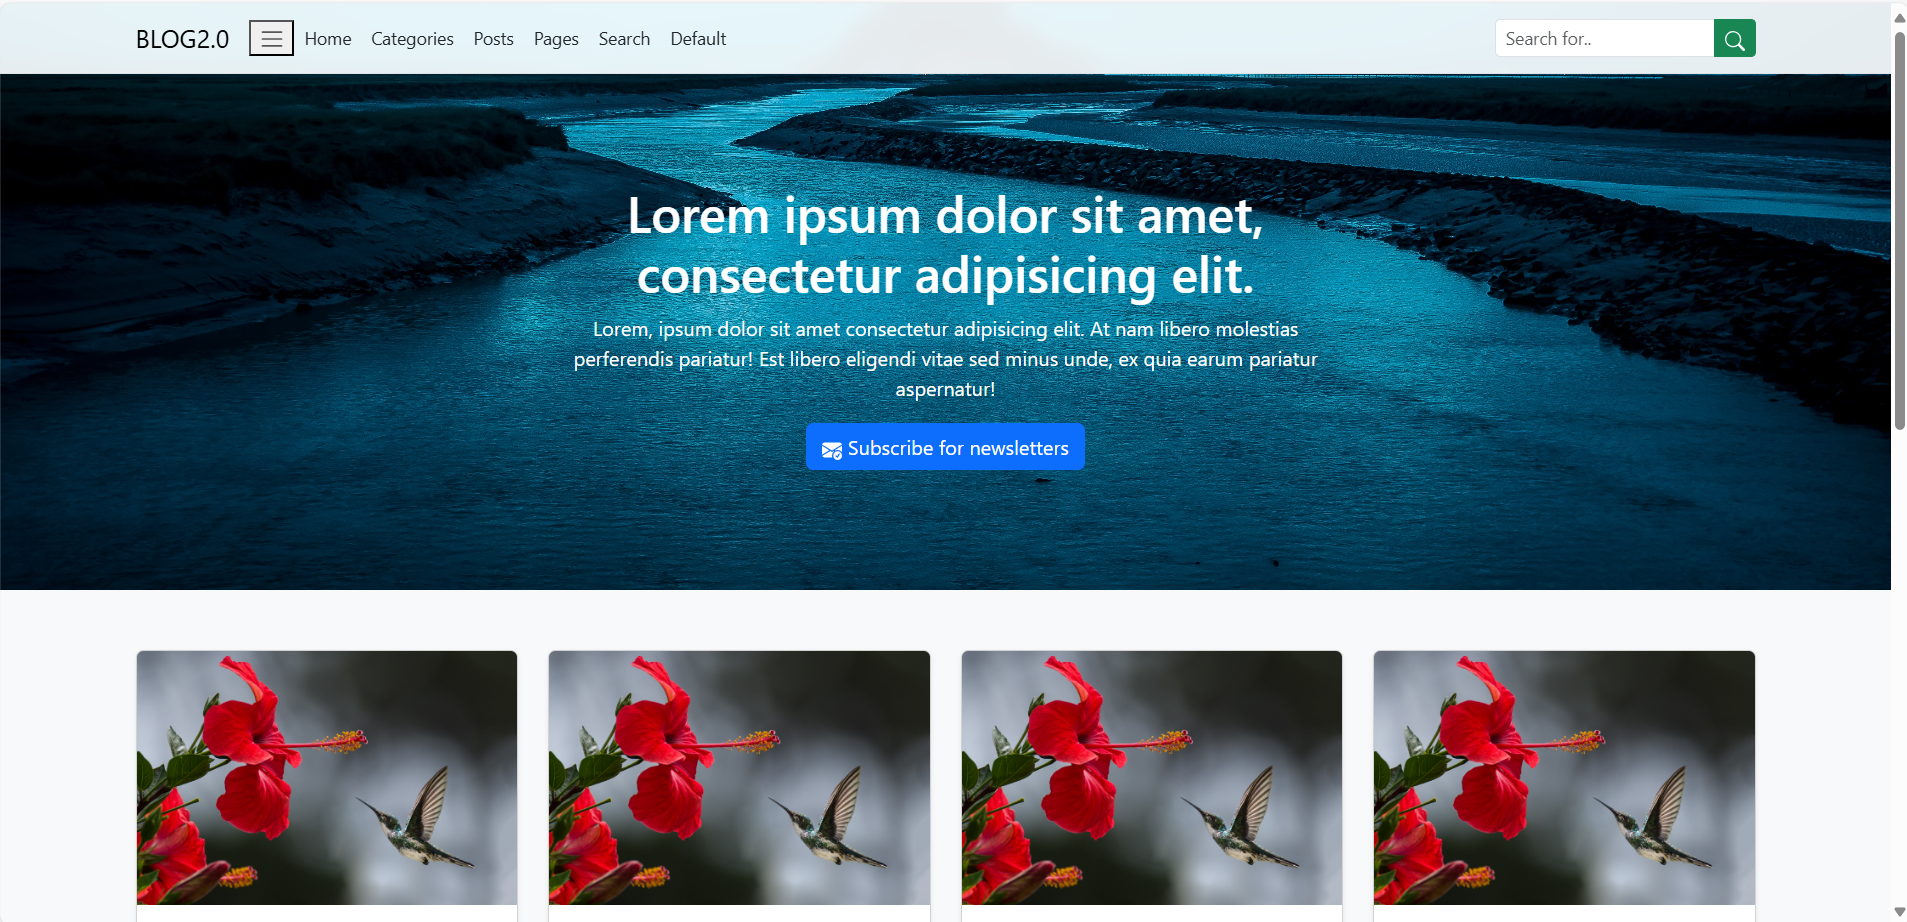 BLOG2.0 Home Categories Posts Pages Search Default Search for..
Lorem ipsum dolor sit amet,
consectetur adipisicing elit.
Lorem, ipsum dolor sit amet consectetur adipisicing elit. At nam libero molestias
perferendis pariatur! Est libero eligendi vitae sed minus unde, ex quia earum pariatur
aspernatur!
Subscribe for newsletters